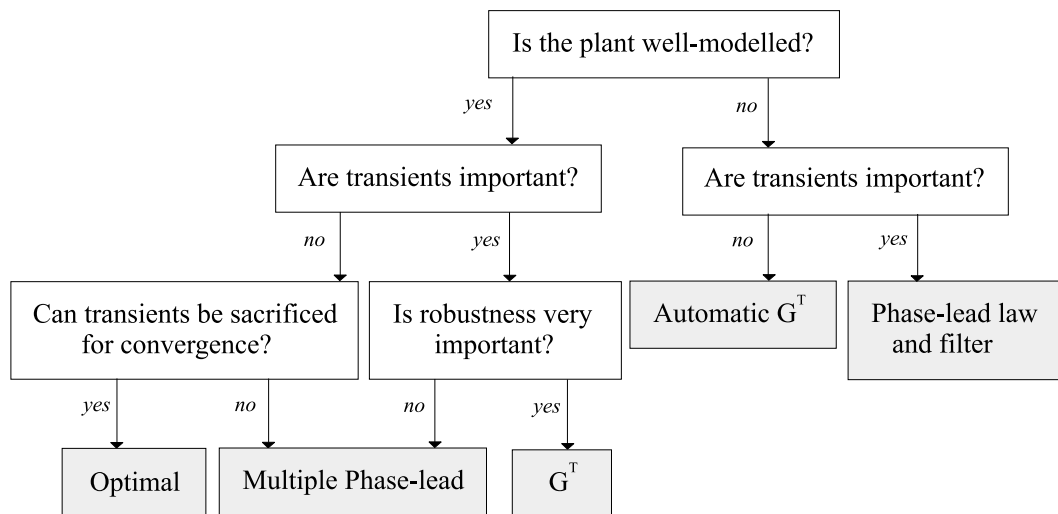 Is the plant well-modelled?
yes
no
Are transients important?
Are transients important?
no
yes
no
yes
Can transients be sacrificed
for convergence?
Is robustness very
important?
Automatic G^T
Phase-lead law
and filter
yes
no
no
yes
Optimal
Multiple Phase-lead
G^T